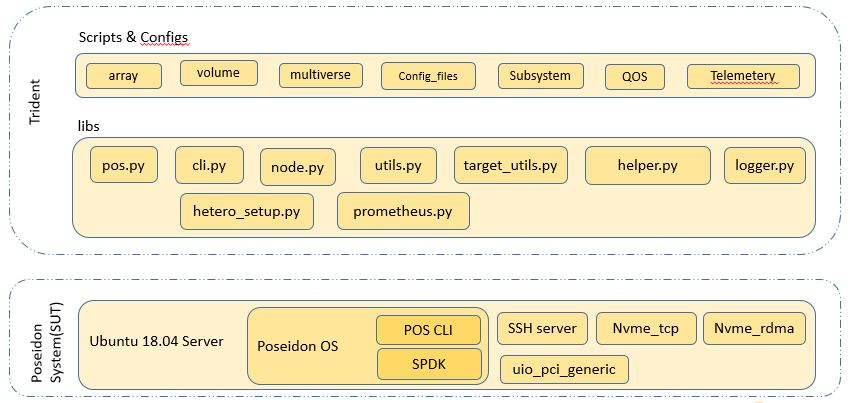 Trident
Scripts & Configs
array
volume
multiverse
Config_files
Subsystem
QOS
Telemetery
libs
pos.py
cli.py
node.py
utils.py
target_utils.py
helper.py
logger.py
hetero_setup.py
prometheus.py
Poseidon
System(SUT)
Ubuntu 18.04 Server
Poseidon OS
POS CLI
SPDK
SSH server
Nvme_tcp
Nvme_rdma
uio_pci_generic